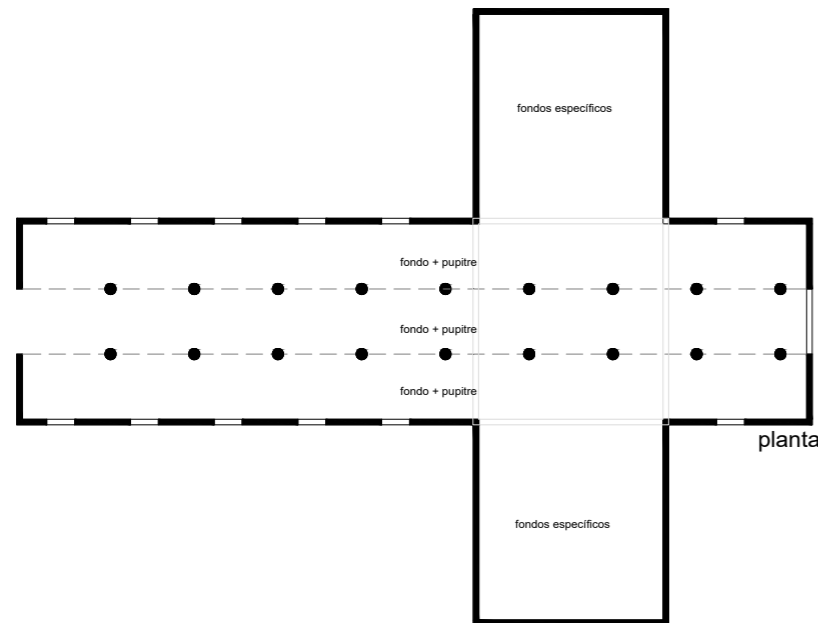 fondos específicos
fondo + pupitre
fondo + pupitre
fondo + pupitre
planta
fondos específicos